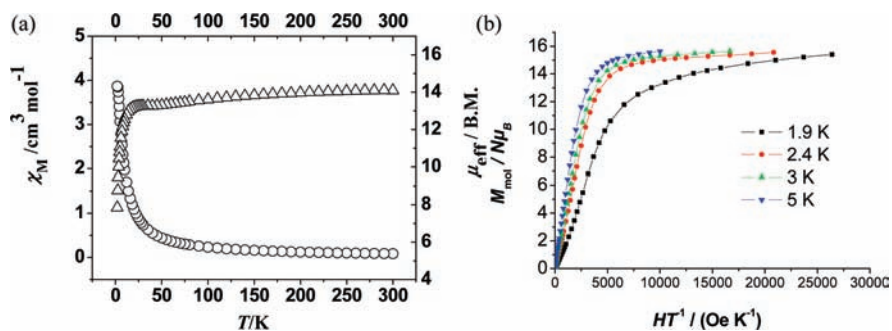 (a)
0 50 100 150 200 250 300
5
4
3
2
1
0
χM /cm3 mol-1
16
14
12
10
8
6
4
μeff / B.M.
0 50 100 150 200 250 300
T/K
(b)
16
14
12
10
8
6
4
2
0
Mmol / NμB
1.9 K
2.4 K
3 K
5 K
0 5000 10000 15000 20000 25000 30000
HT-1 / (Oe K-1)